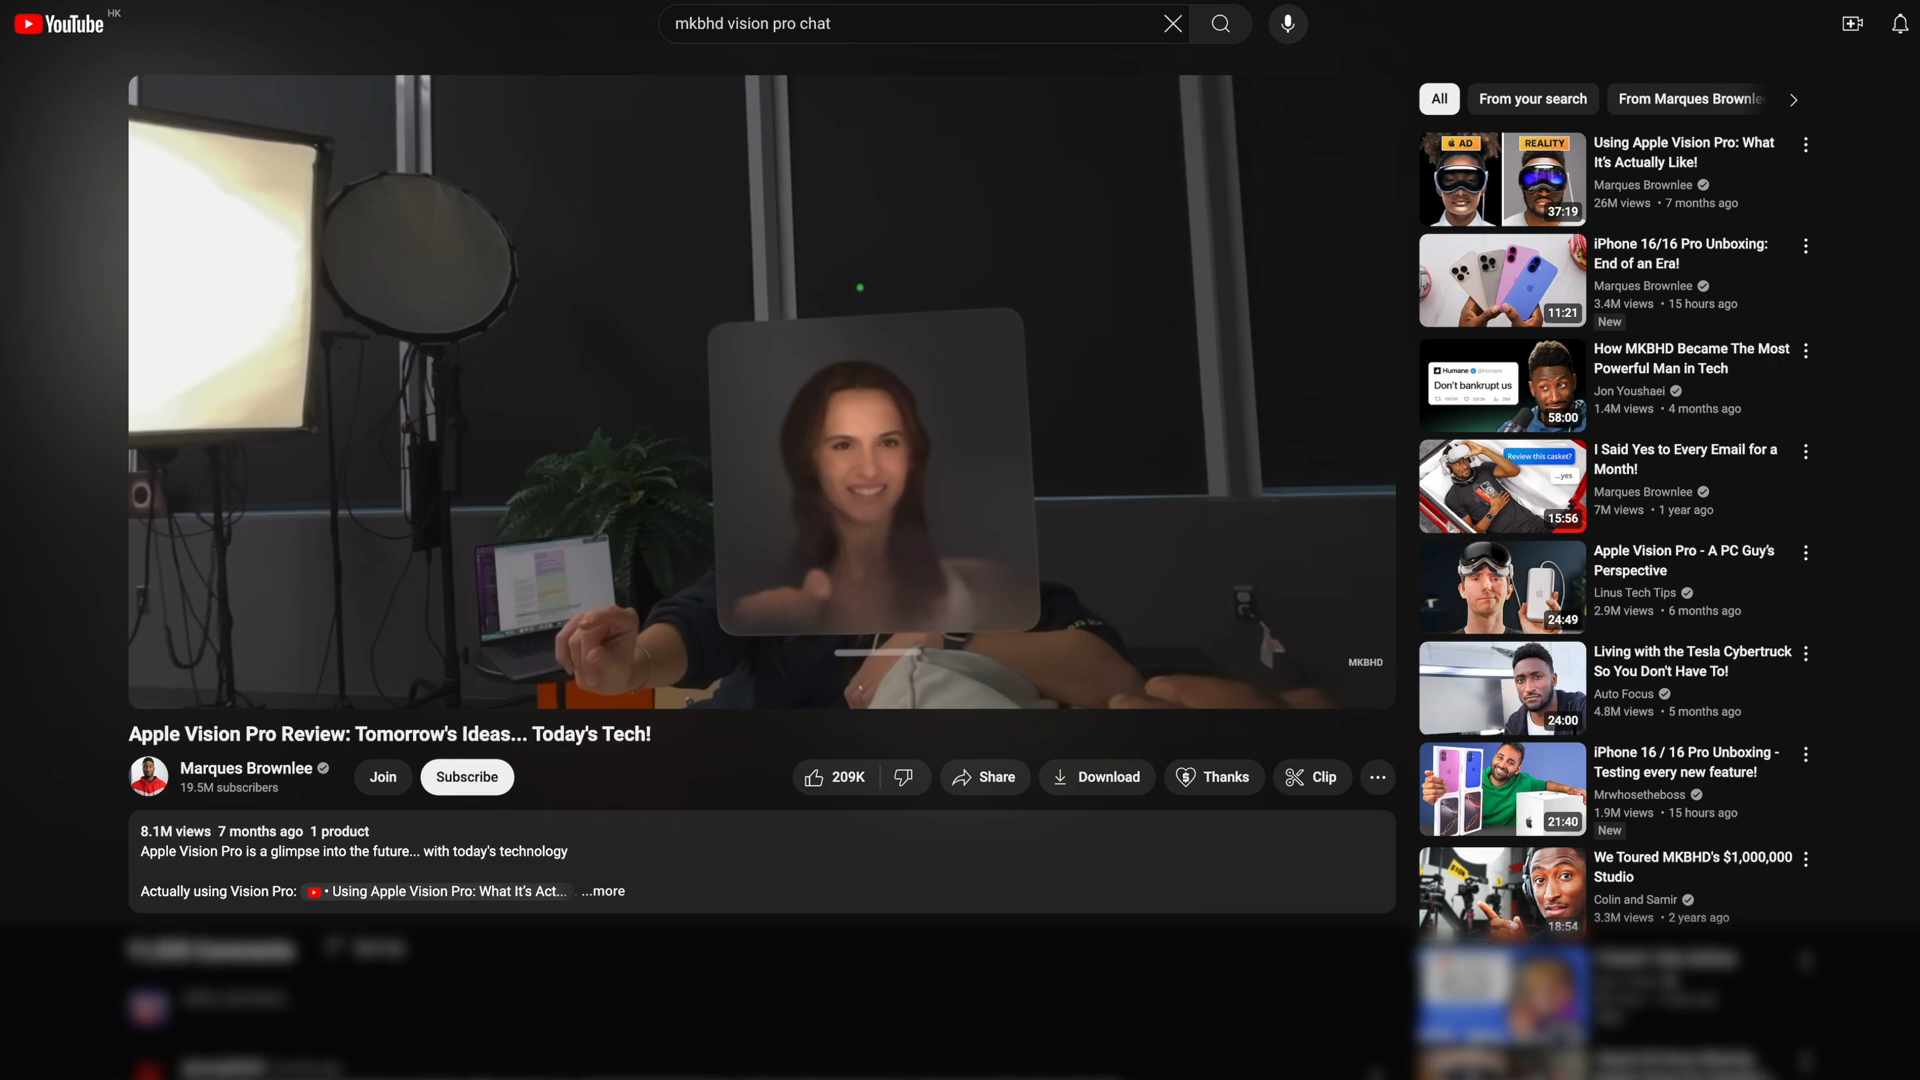 YouTube HK
mkbhd vision pro chat
MKBHD
Apple Vision Pro Review: Tomorrow's Ideas... Today's Tech!
Marques Brownlee
19.5M subscribers
Join
Subscribe
209K
Share
Download
Thanks
Clip
8.1M views 7 months ago 1 product
Apple Vision Pro is a glimpse into the future... with today's technology
Actually using Vision Pro: • Using Apple Vision Pro: What It's Act... ...more
All
From your search
From Marques Brownle
AD
REALITY
37:19
Using Apple Vision Pro: What
It's Actually Like!
Marques Brownlee
26M views • 7 months ago
11:21
iPhone 16/16 Pro Unboxing:
End of an Era!
Marques Brownlee
3.4M views • 15 hours ago
New
Humane
Don't bankrupt us
58:00
How MKBHD Became The Most
Powerful Man in Tech
Jon Youshaei
1.4M views • 4 months ago
Review this casket?
...yes
15:56
I Said Yes to Every Email for a
Month!
Marques Brownlee
7M views • 1 year ago
24:49
Apple Vision Pro - A PC Guy's
Perspective
Linus Tech Tips
2.9M views • 6 months ago
24:00
Living with the Tesla Cybertruck
So You Don't Have To!
Auto Focus
4.8M views • 5 months ago
21:40
iPhone 16 / 16 Pro Unboxing -
Testing every new feature!
Mrwhosetheboss
1.9M views • 15 hours ago
New
18:54
We Toured MKBHD's $1,000,000
Studio
Colin and Samir
3.3M views • 2 years ago